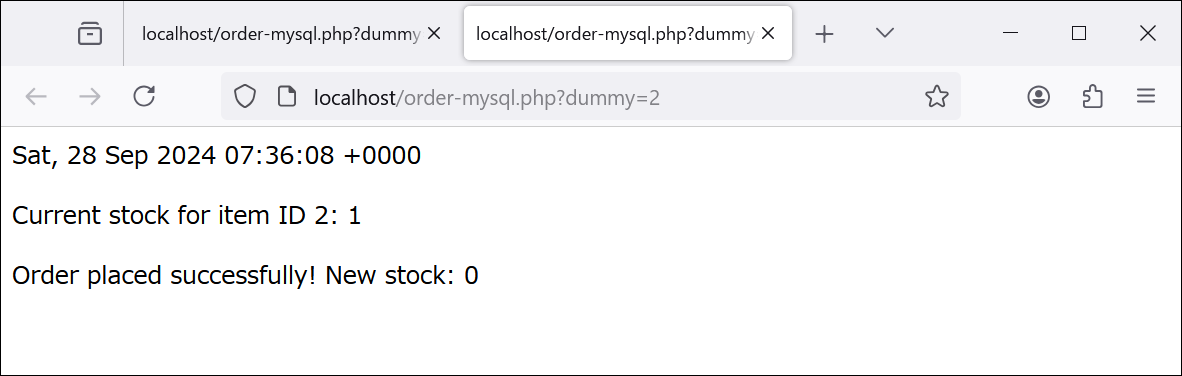 localhost/order-mysql.php?dummy
localhost/order-mysql.php?dummy
localhost/order-mysql.php?dummy=2
Sat, 28 Sep 2024 07:36:08 +0000
Current stock for item ID 2: 1
Order placed successfully! New stock: 0